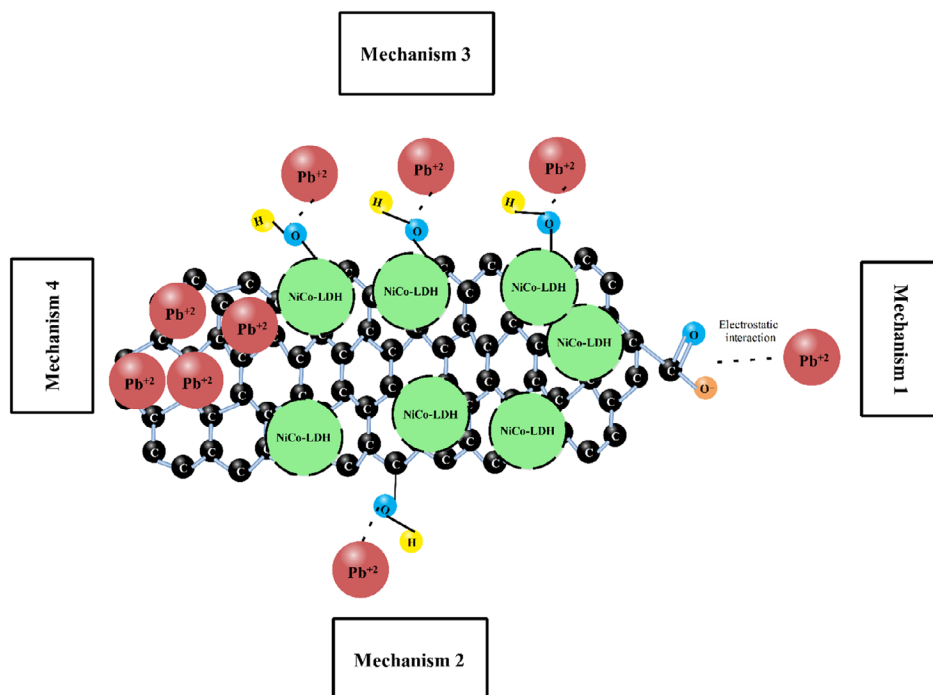 Mechanism 3
Pb+2
Pb+2
Pb+2
H
O
H
O
H
O
NiCo-LDH
NiCo-LDH
NiCo-LDH
Mechanism 4
Pb+2
Pb+2
Pb+2
Pb+2
NiCo-LDH
Electrostatic
interaction
O
C
O-
Pb+2
Mechanism 1
NiCo-LDH
NiCo-LDH
NiCo-LDH
C
O
H
Pb+2
Mechanism 2